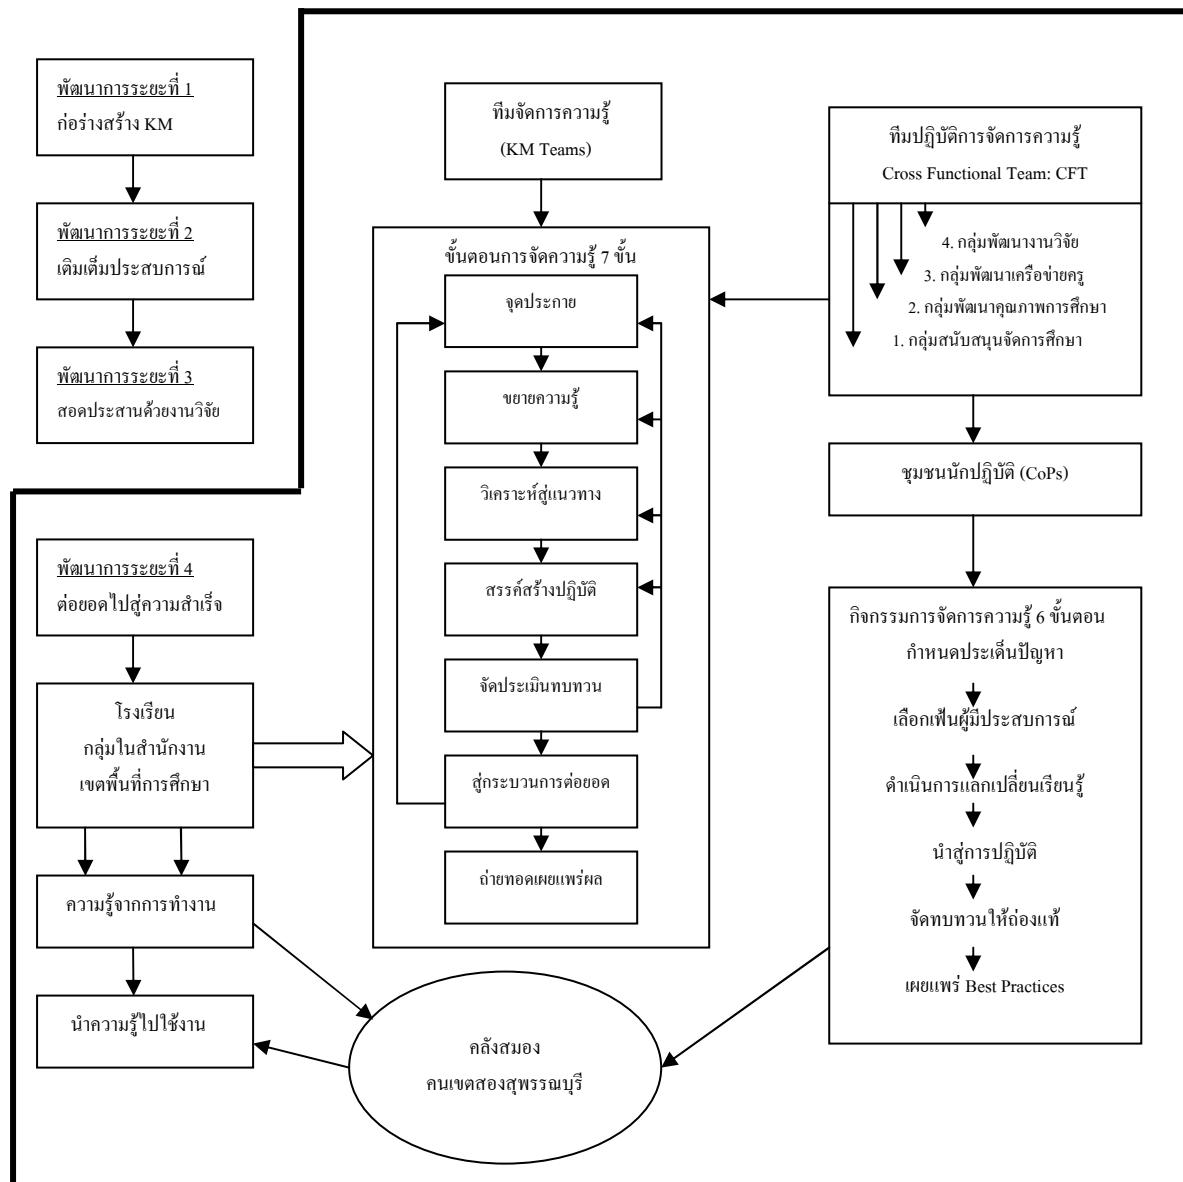 พัฒนาการระยะที่ 1
ก่อร่างสร้าง KM
พัฒนาการระยะที่ 2
เติมเต็มประสบการณ์
พัฒนาการระยะที่ 3
สอดประสานด้วยงานวิจัย
พัฒนาการระยะที่ 4
ต่อยอดไปสู่ความสำเร็จ
โรงเรียน
กลุ่มในสำนักงาน
เขตพื้นที่การศึกษา
ความรู้จากการทำงาน
นำความรู้ไปใช้งาน
ทีมจัดการความรู้
(KM Teams)
ขั้นตอนการจัดความรู้ 7 ขั้น
จุดประกาย
ขยายความรู้
วิเคราะห์สู่แนวทาง
สรรค์สร้างปฏิบัติ
จัดประเมินทบทวน
สู่กระบวนการต่อยอด
ถ่ายทอดเผยแพร่ผล
คลังสมอง
คนเขตสองสุพรรณบุรี
ทีมปฏิบัติการจัดการความรู้
Cross Functional Team: CFT
4. กลุ่มพัฒนางานวิจัย
3. กลุ่มพัฒนาเครือข่ายครู
2. กลุ่มพัฒนาคุณภาพการศึกษา
1. กลุ่มสนับสนุนจัดการศึกษา
ชุมชนนักปฏิบัติ (CoPs)
กิจกรรมการจัดการความรู้ 6 ขั้นตอน
กำหนดประเด็นปัญหา
เลือกเฟ้นผู้มีประสบการณ์
ดำเนินการแลกเปลี่ยนเรียนรู้
นำสู่การปฏิบัติ
จัดทบทวนให้ถ่องแท้
เผยแพร่ Best Practices